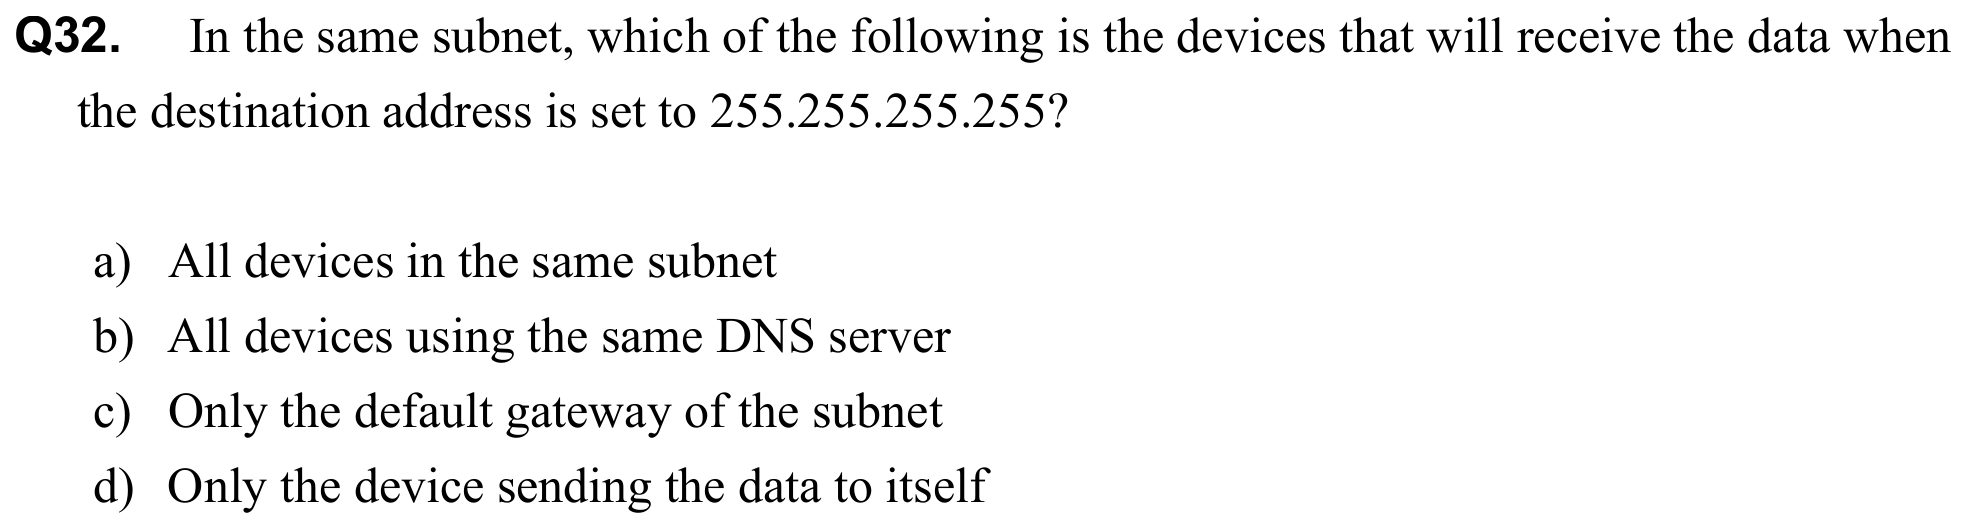 Q32. In the same subnet, which of the following is the devices that will receive the data when
the destination address is set to 255.255.255.255?
a) All devices in the same subnet
b) All devices using the same DNS server
c) Only the default gateway of the subnet
d) Only the device sending the data to itself